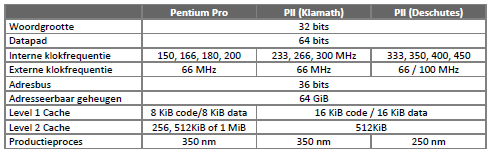 Pentium Pro PII (Klamath) PII (Deschutes)
Woordgrootte 32 bits
Datapad 64 bits
Interne klokfrequentie 150, 166, 180, 200 233, 266, 300 MHz 333, 350, 400, 450
Externe klokfrequentie 66 MHz 66 MHz 66 / 100 MHz
Adresbus 36 bits
Adresseerbaar geheugen 64 GiB
Level 1 Cache 8 KiB code/8 KiB data 16 KiB code / 16 KiB data
Level 2 Cache 256, 512KiB of 1 MiB 512KiB
Productieproces 350 nm 350 nm 250 nm